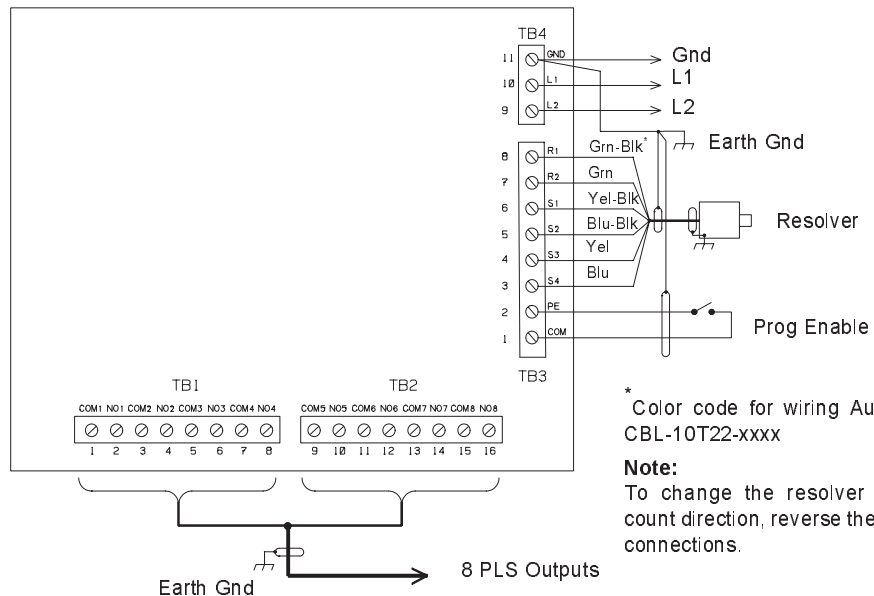 TB4
11 GND Gnd
10 L1 L1
9 L2 L2
Earth Gnd
8 R1 Grn-Blk*
7 R2 Grn
6 S1 Yel-Blk
5 S2 Blu-Blk
4 S3 Yel
3 S4 Blu
Resolver
2 PE
1 COM
Prog Enable
TB3
TB1 TB2
COM1 NO1 COM2 NO2 COM3 NO3 COM4 NO4 COM5 NO5 COM6 NO6 COM7 NO7 COM8 NO8
1 2 3 4 5 6 7 8 9 10 11 12 13 14 15 16
*Color code for wiring Au
CBL-10T22-xxxx
Note:
To change the resolver
count direction, reverse the
connections.
8 PLS Outputs
Earth Gnd